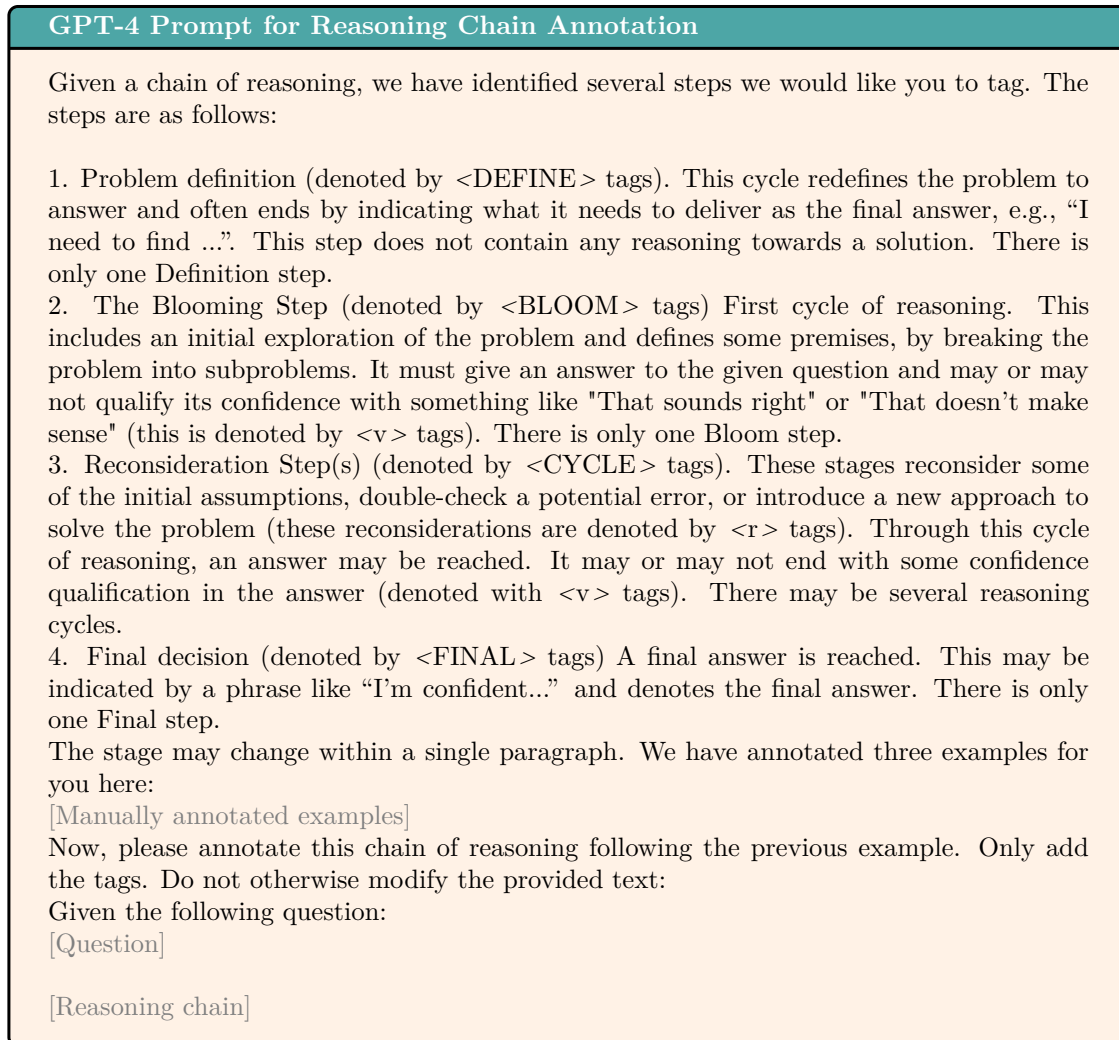 GPT-4 Prompt for Reasoning Chain Annotation
Given a chain of reasoning, we have identified several steps we would like you to tag. The
steps are as follows:
1. Problem definition (denoted by <DEFINE> tags). This cycle redefines the problem to
answer and often ends by indicating what it needs to deliver as the final answer, e.g., “I
need to find ...”. This step does not contain any reasoning towards a solution. There is
only one Definition step.
2. The Blooming Step (denoted by <BLOOM> tags) First cycle of reasoning. This
includes an initial exploration of the problem and defines some premises, by breaking the
problem into subproblems. It must give an answer to the given question and may or may
not qualify its confidence with something like "That sounds right" or "That doesn't make
sense" (this is denoted by <v> tags). There is only one Bloom step.
3. Reconsideration Step(s) (denoted by <CYCLE> tags). These stages reconsider some
of the initial assumptions, double-check a potential error, or introduce a new approach to
solve the problem (these reconsiderations are denoted by <r> tags). Through this cycle
of reasoning, an answer may be reached. It may or may not end with some confidence
qualification in the answer (denoted with <v> tags). There may be several reasoning
cycles.
4. Final decision (denoted by <FINAL> tags) A final answer is reached. This may be
indicated by a phrase like “I’m confident...” and denotes the final answer. There is only
one Final step.
The stage may change within a single paragraph. We have annotated three examples for
you here:
[Manually annotated examples]
Now, please annotate this chain of reasoning following the previous example. Only add
the tags. Do not otherwise modify the provided text:
Given the following question:
[Question]
[Reasoning chain]